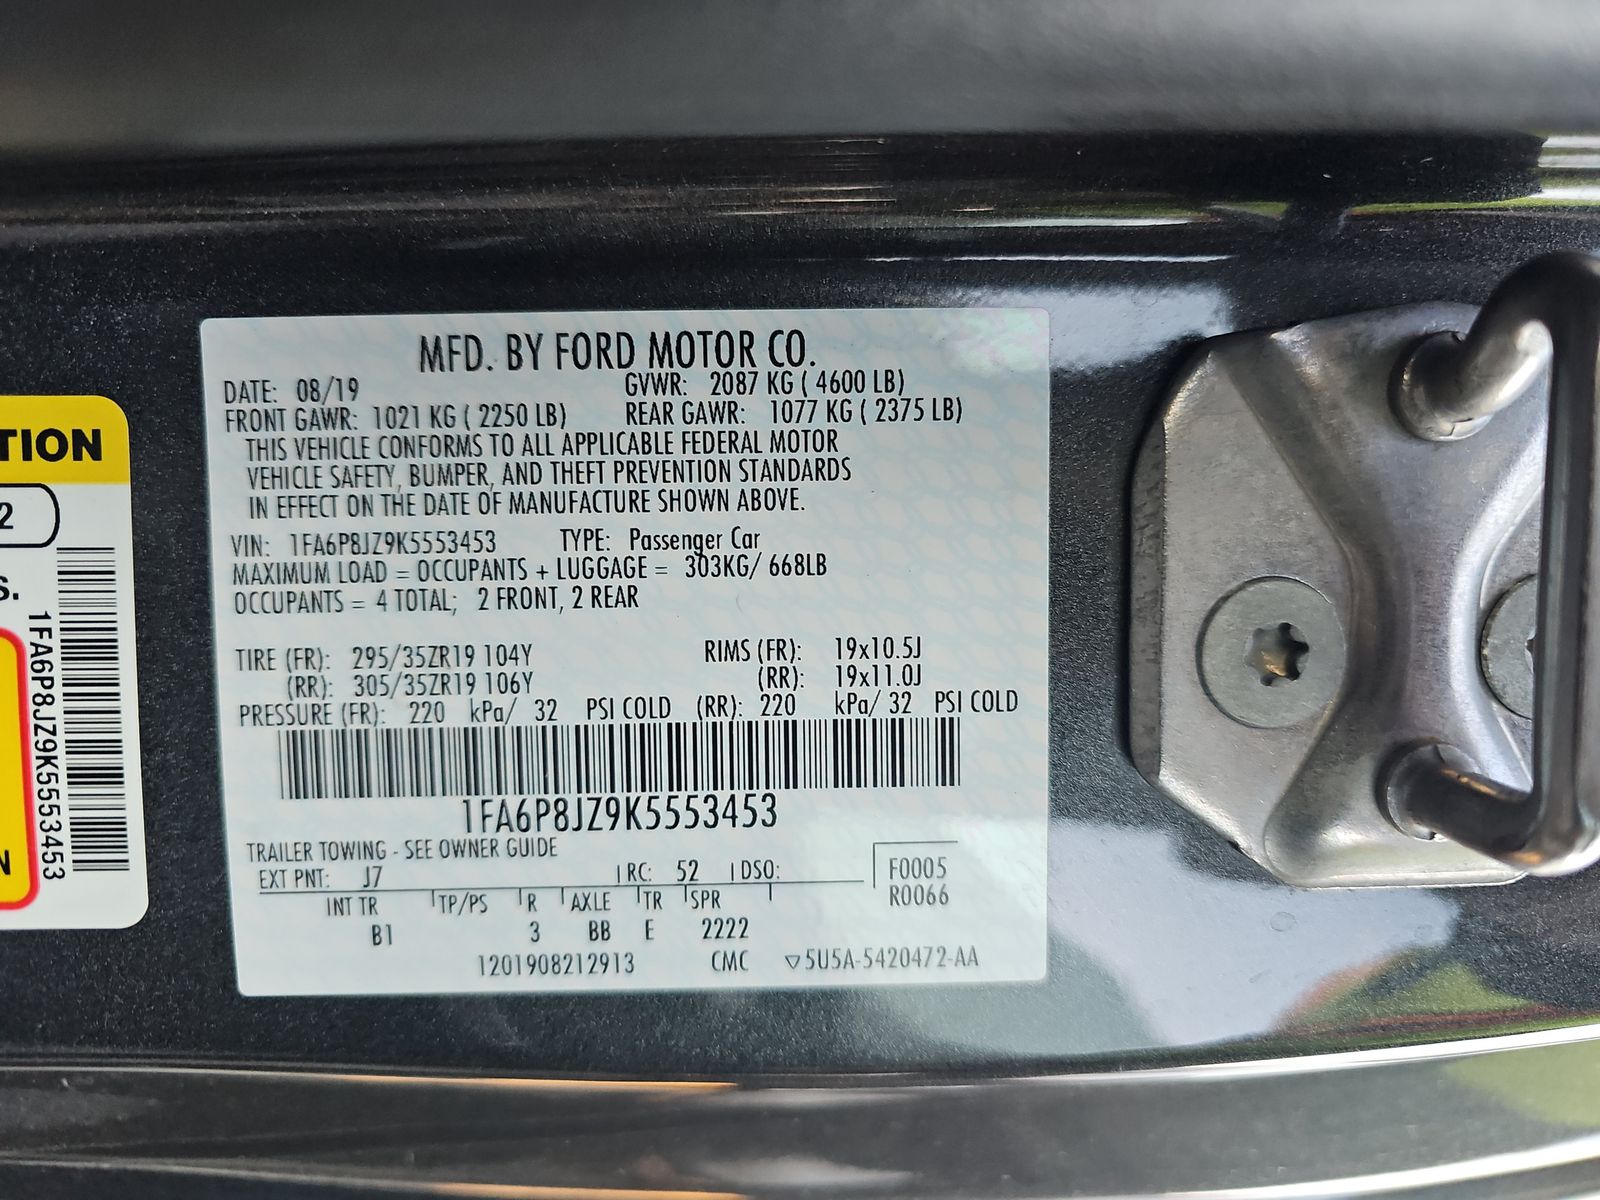 MFD. BY FORD MOTOR CO.
DATE: 08/19 GVWR: 2087 KG ( 4600 LB)
FRONT GAWR: 1021 KG ( 2250 LB) REAR GAWR: 1077 KG ( 2375 LB)
THIS VEHICLE CONFORMS TO ALL APPLICABLE FEDERAL MOTOR
VEHICLE SAFETY, BUMPER, AND THEFT PREVENTION STANDARDS
IN EFFECT ON THE DATE OF MANUFACTURE SHOWN ABOVE.
VIN: 1FA6P8JZ9K5553453 TYPE: Passenger Car
MAXIMUM LOAD = OCCUPANTS + LUGGAGE = 303KG/ 668LB
OCCUPANTS = 4 TOTAL; 2 FRONT, 2 REAR
TIRE (FR): 295/35ZR19 104Y RIMS (FR): 19x10.5J
(RR): 305/35ZR19 106Y (RR): 19x11.0J
PRESSURE (FR): 220 kPa/ 32 PSI COLD (RR): 220 kPa/ 32 PSI COLD
1FA6P8JZ9K5553453
TRAILER TOWING - SEE OWNER GUIDE
EXT PNT: J7 RC: 52 DSO: F0005
R0066
INT TR TP/PS R AXLE TR SPR
B1 3 BB E 2222
1201908212913 CMC ▽5U5A-5420472-AA
TION
2
S.
1FA6P8JZ9K5553453
N